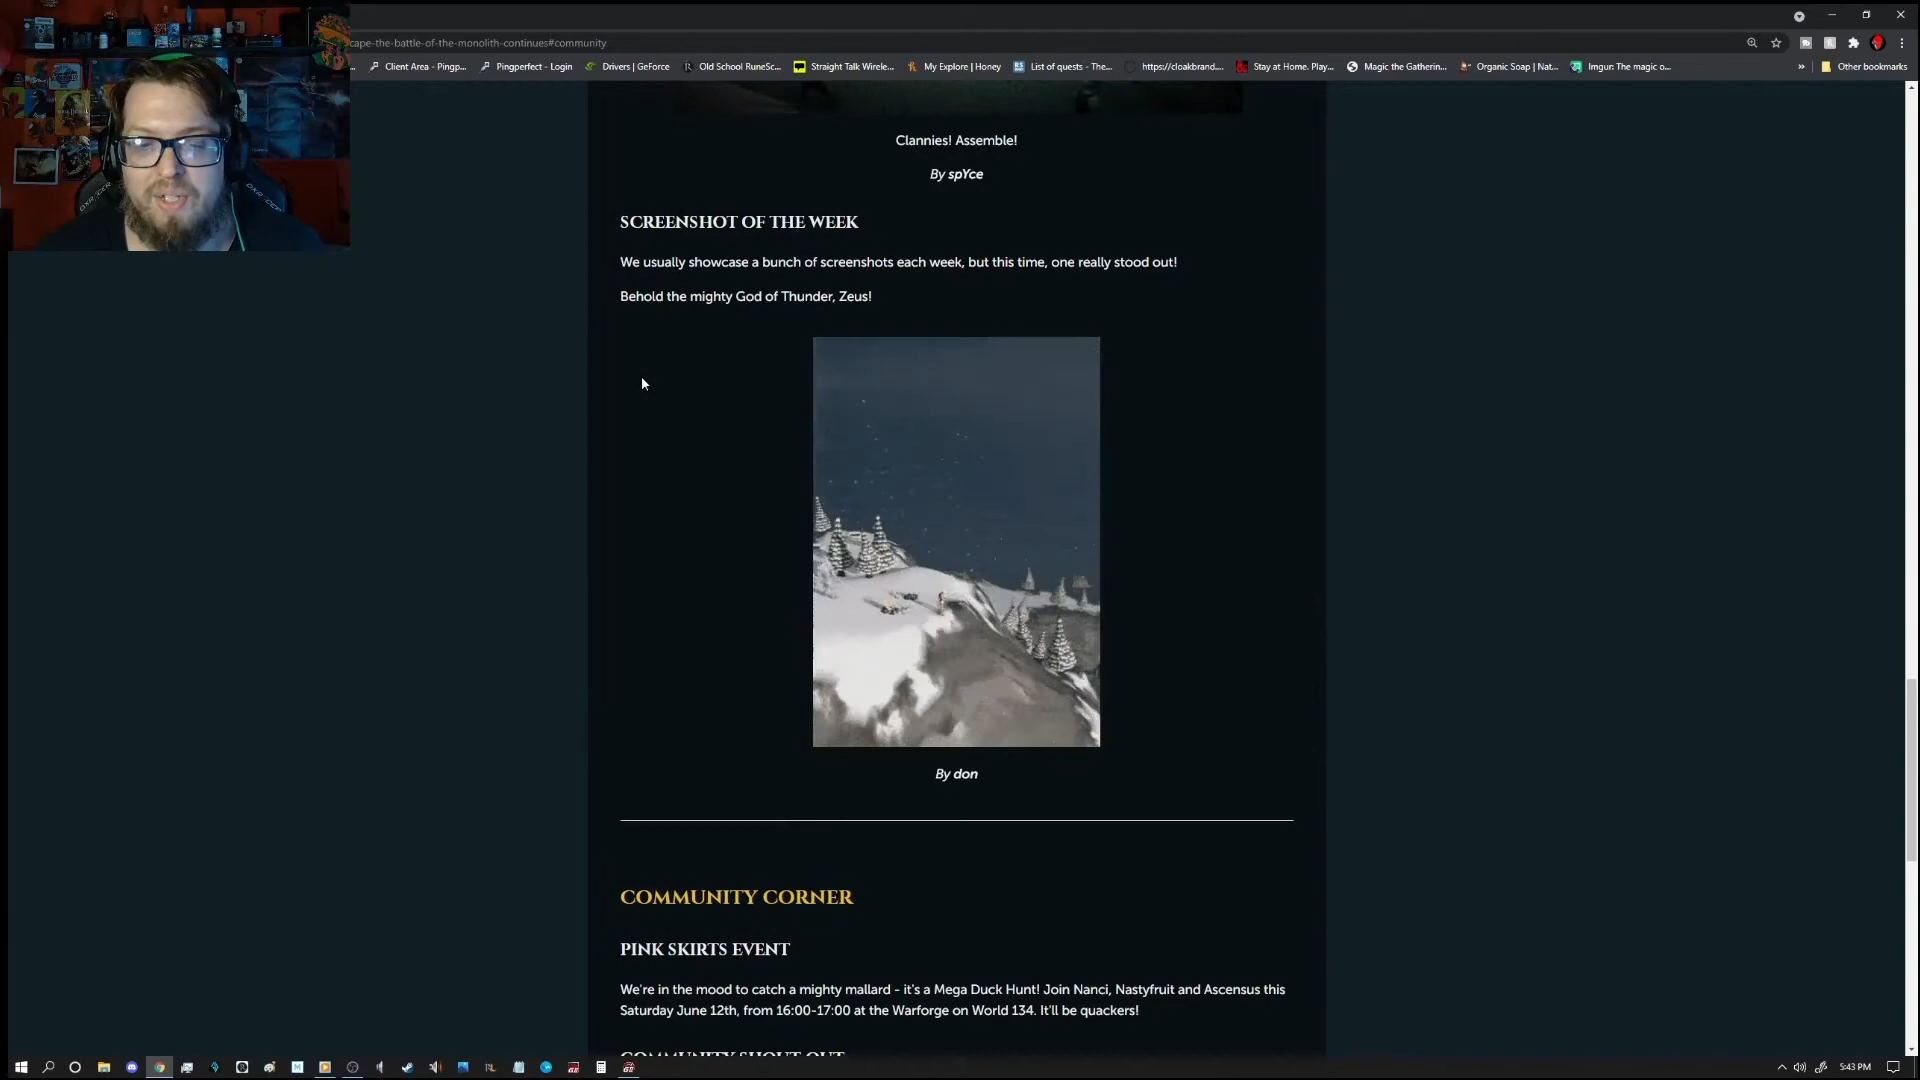 cape-the-battle-of-the-monolith-continues#community
Client Area - Pingp...
Pingperfect - Login
Drivers | GeForce
Old School RuneSc...
Straight Talk Wirele...
My Explore | Honey
List of quests - The...
https://cloakbrand....
Stay at Home. Play...
Magic the Gatherin...
Organic Soap | Nat...
Imgur: The magic o...
»
Other bookmarks
Clannies! Assemble!
By spYce
SCREENSHOT OF THE WEEK
We usually showcase a bunch of screenshots each week, but this time, one really stood out!
Behold the mighty God of Thunder, Zeus!
By don
COMMUNITY CORNER
PINK SKIRTS EVENT
We're in the mood to catch a mighty mallard - it's a Mega Duck Hunt! Join Nanci, Nastyfruit and Ascensus this
Saturday June 12th, from 16:00-17:00 at the Warforge on World 134. It'll be quackers!
COMMUNITY SHOUT OUT
5:43 PM